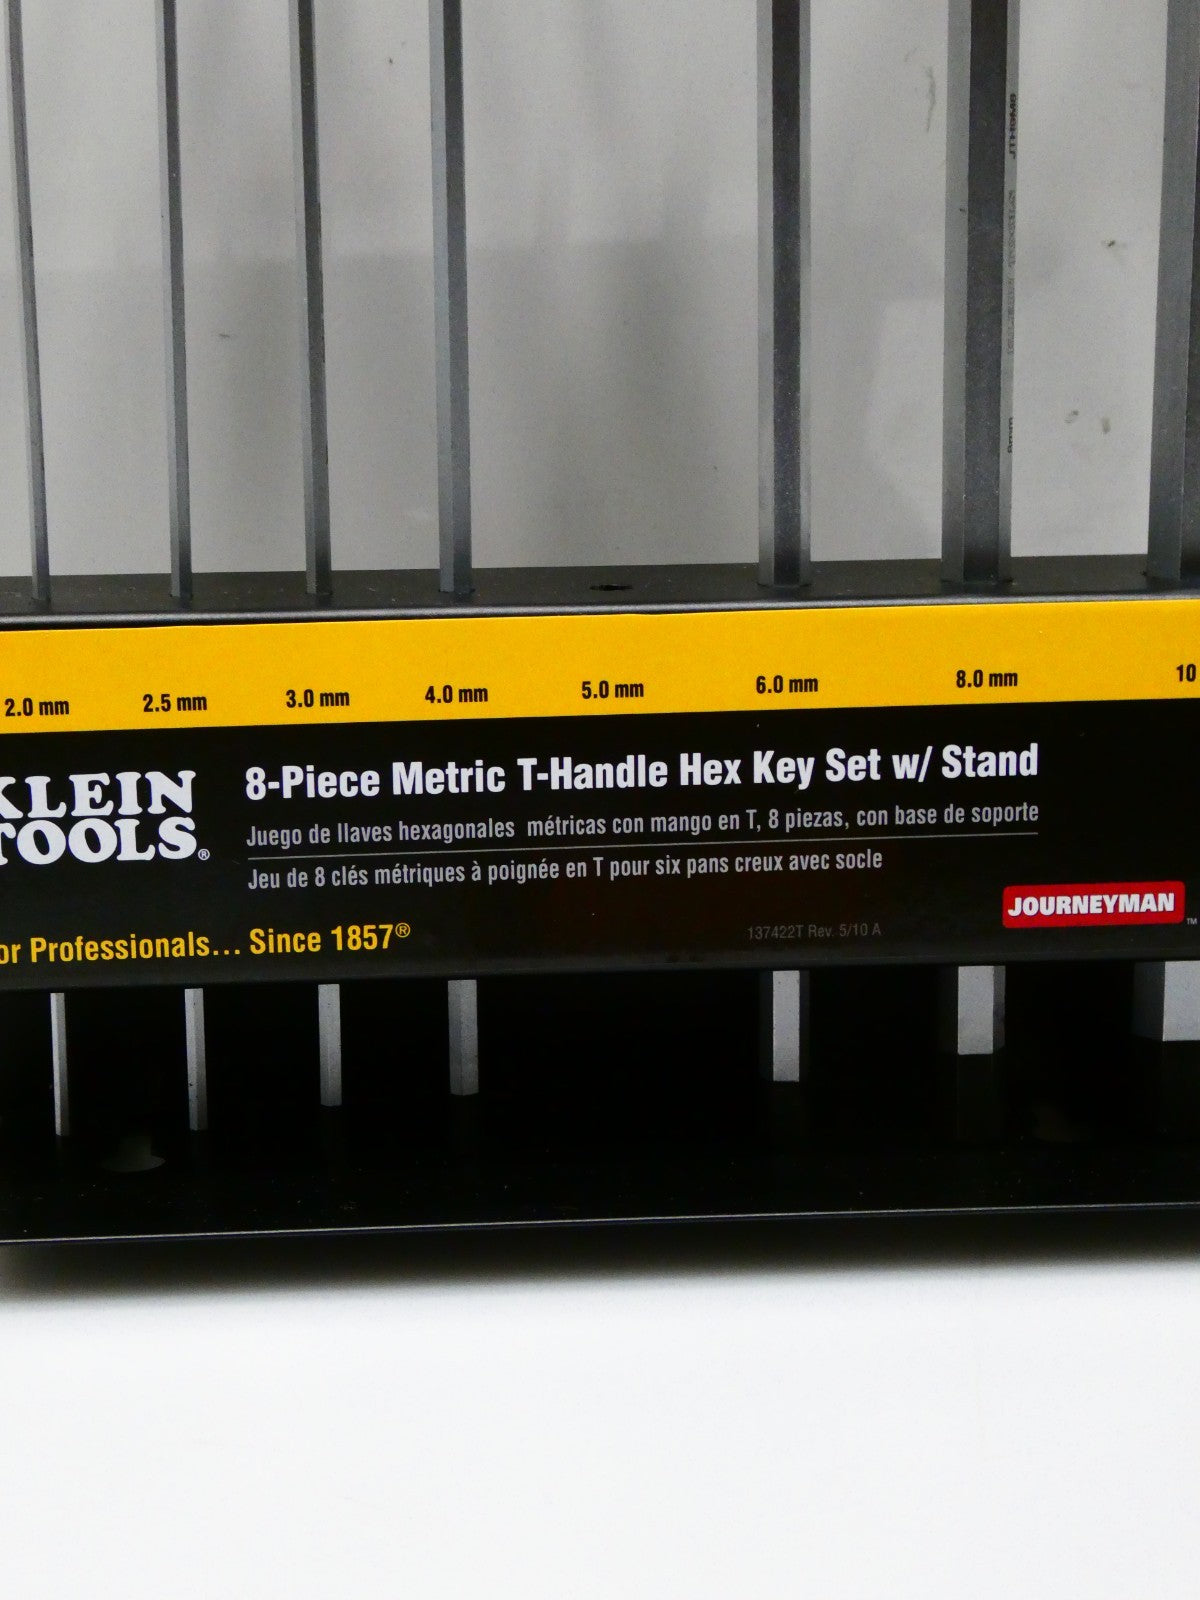 2.0 mm 2.5 mm 3.0 mm 4.0 mm 5.0 mm 6.0 mm 8.0 mm 10
KLEIN
TOOLS®
8-Piece Metric T-Handle Hex Key Set w/ Stand
Juego de llaves hexagonales métricas con mango en T, 8 piezas, con base de soporte
Jeu de 8 clés métriques à poignée en T pour six pans creux avec socle
JOURNEYMAN™
or Professionals... Since 1857®
137422T Rev. 5/10 A